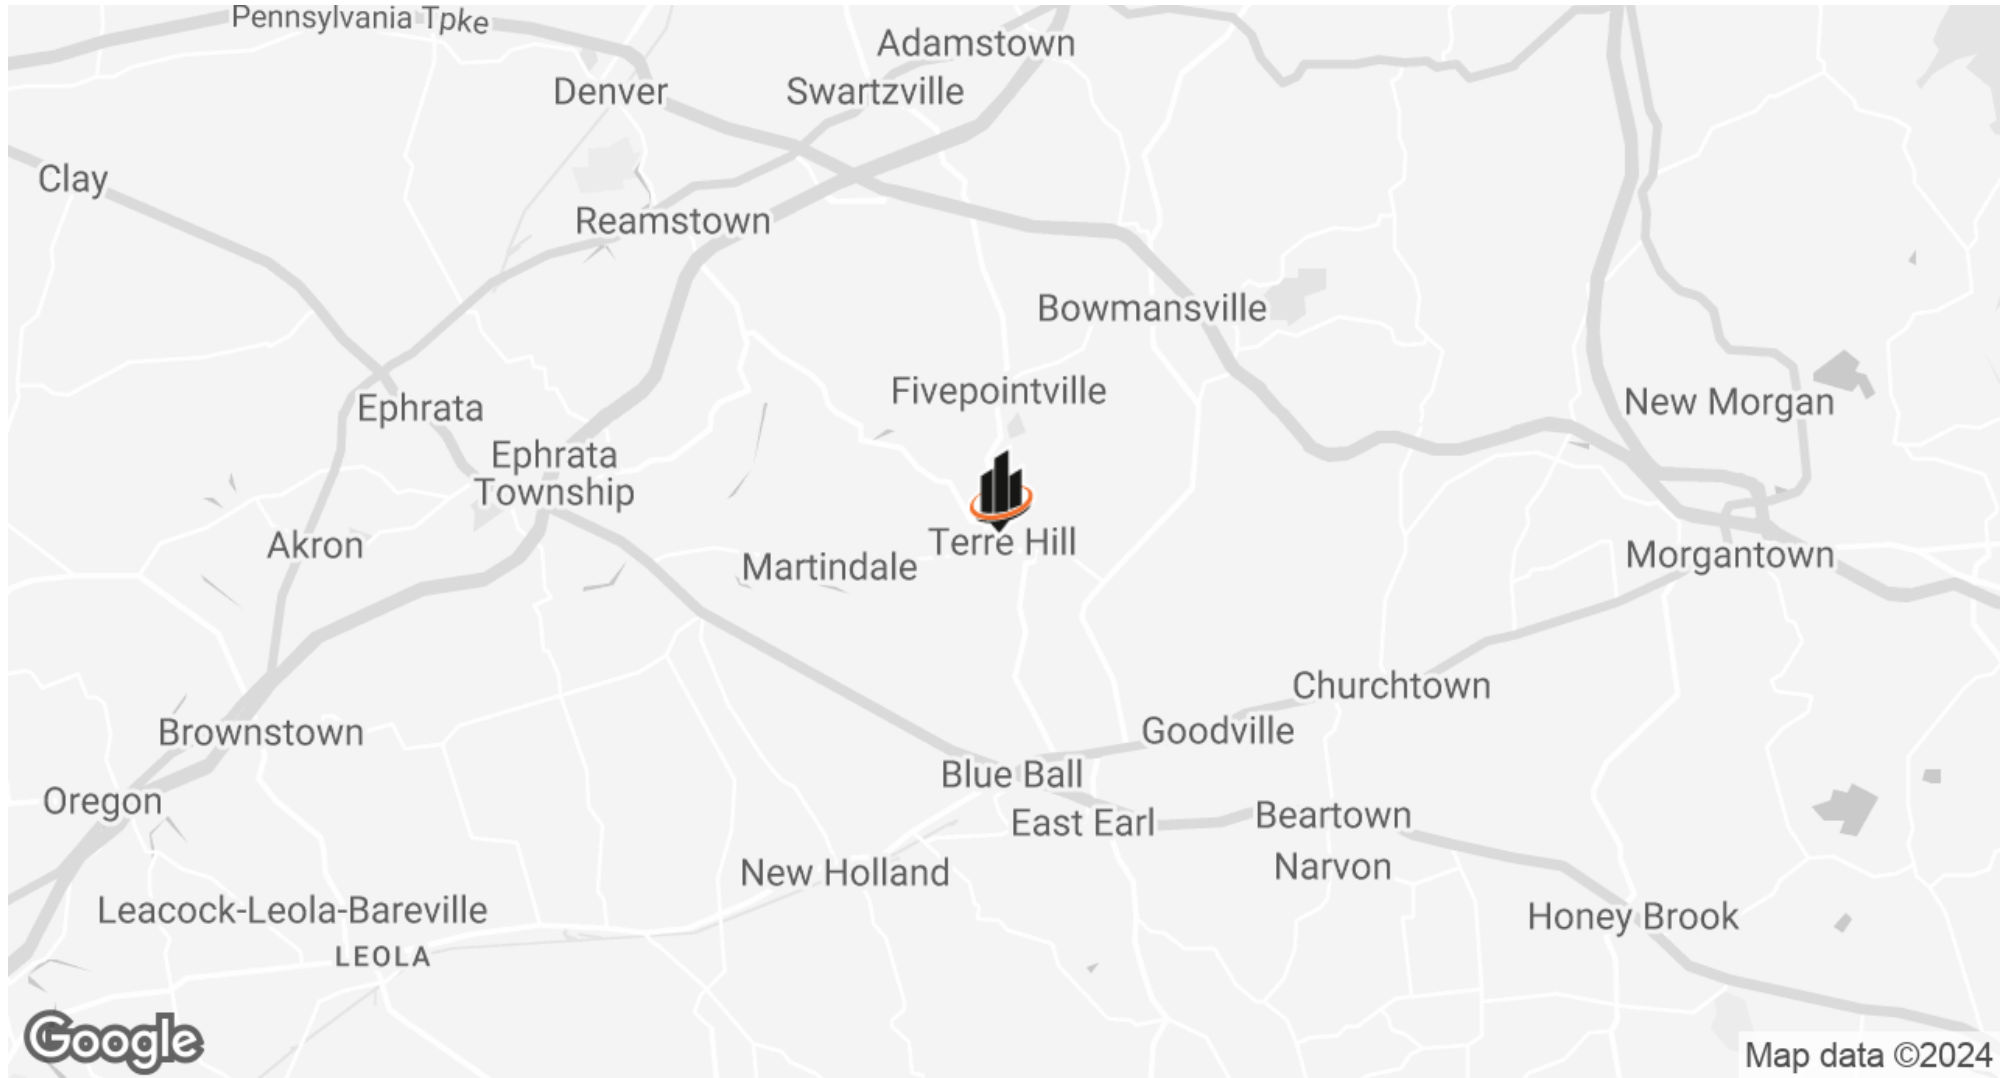 Pennsylvania Tpke
Adamstown
Denver
Swartzville
Clay
Reamstown
Bowmansville
Fivepointville
New Morgan
Ephrata
Ephrata
Township
Akron
Terre Hill
Martindale
Morgantown
Churchtown
Goodville
Brownstown
Blue Ball
Oregon
East Earl
Beartown
New Holland
Narvon
Leacock-Leola-Bareville
Honey Brook
LEOLA
Google
Map data ©2024